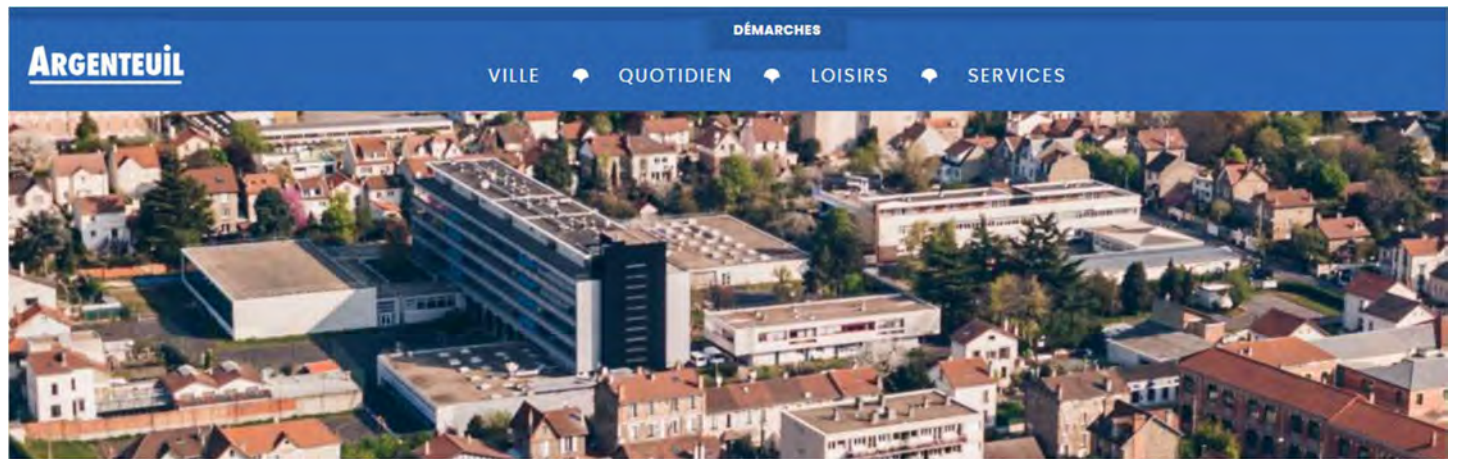 DÉMARCHES
ARGENTEUIL
VILLE QUOTIDIEN LOISIRS SERVICES